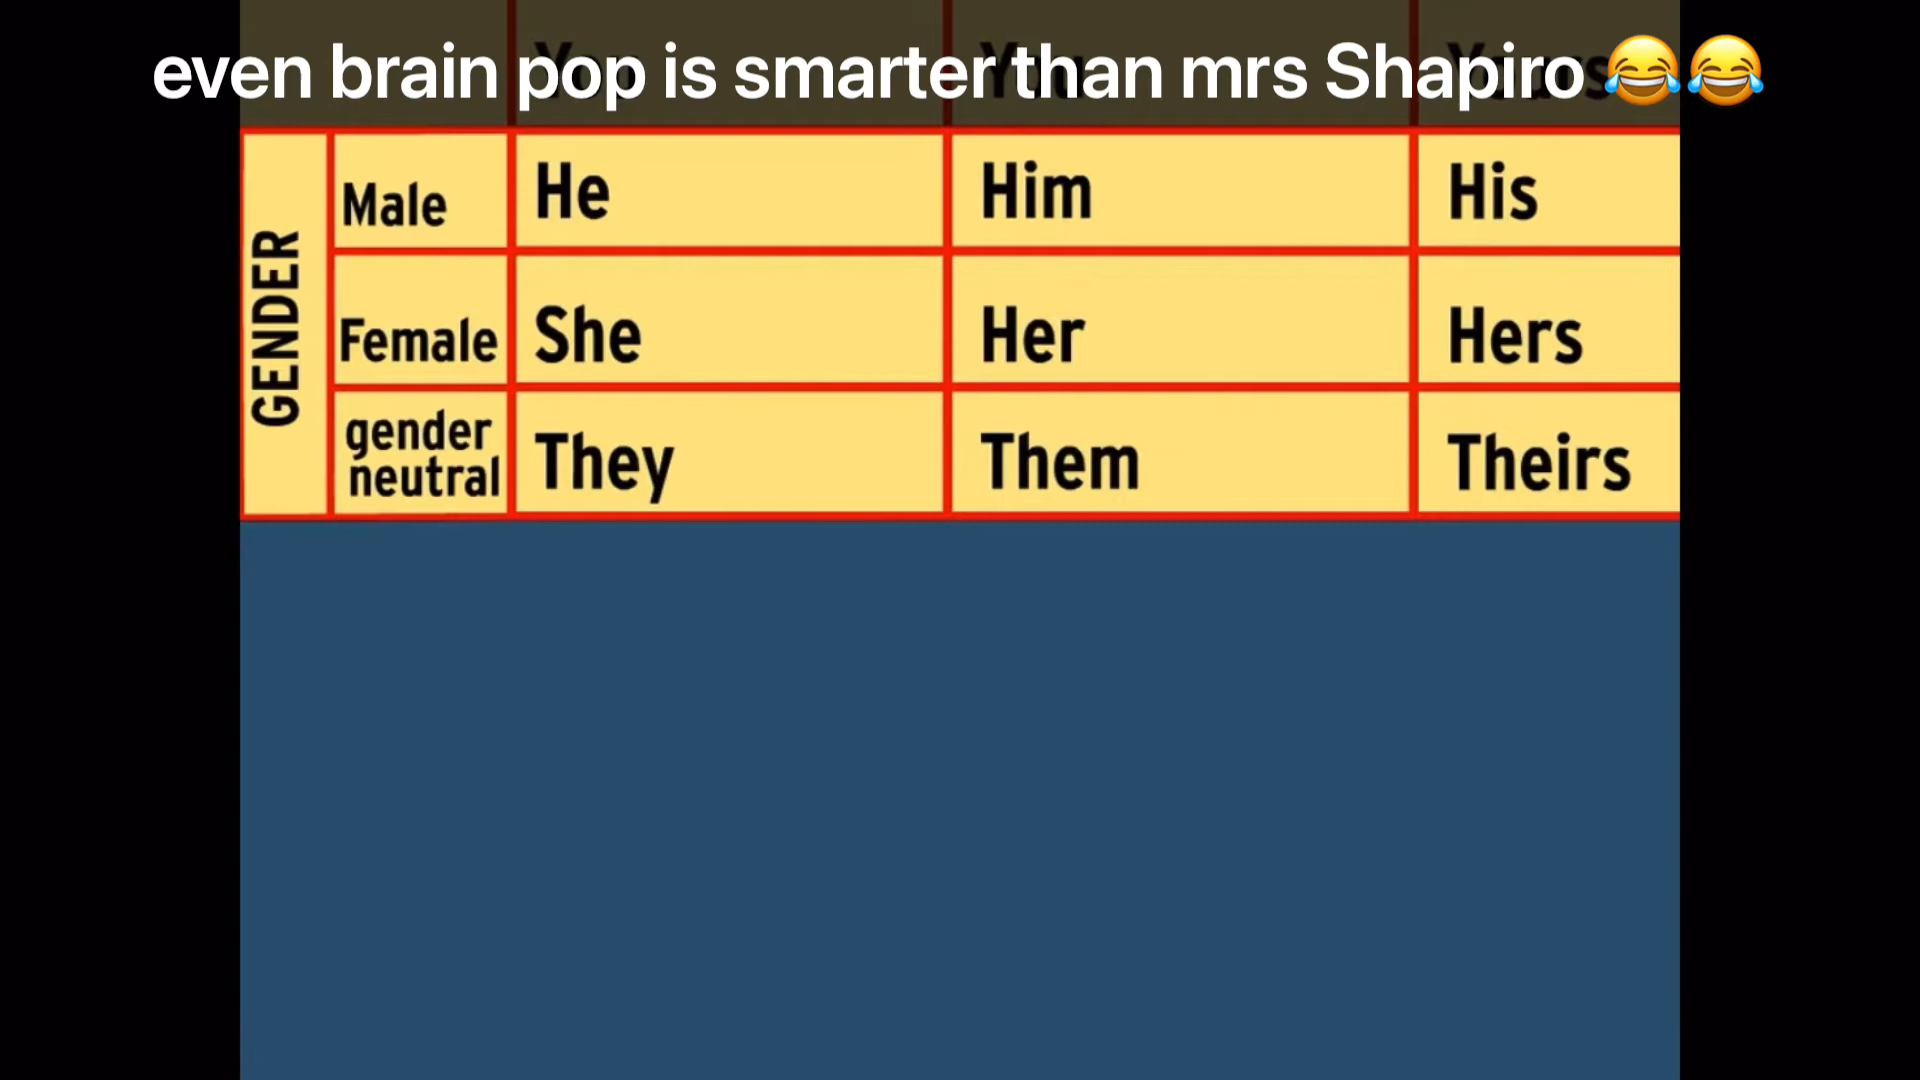 even brain pop is smarter than mrs Shapiro😂😂
GENDER
Male He Him His
Female She Her Hers
gender neutral They Them Theirs